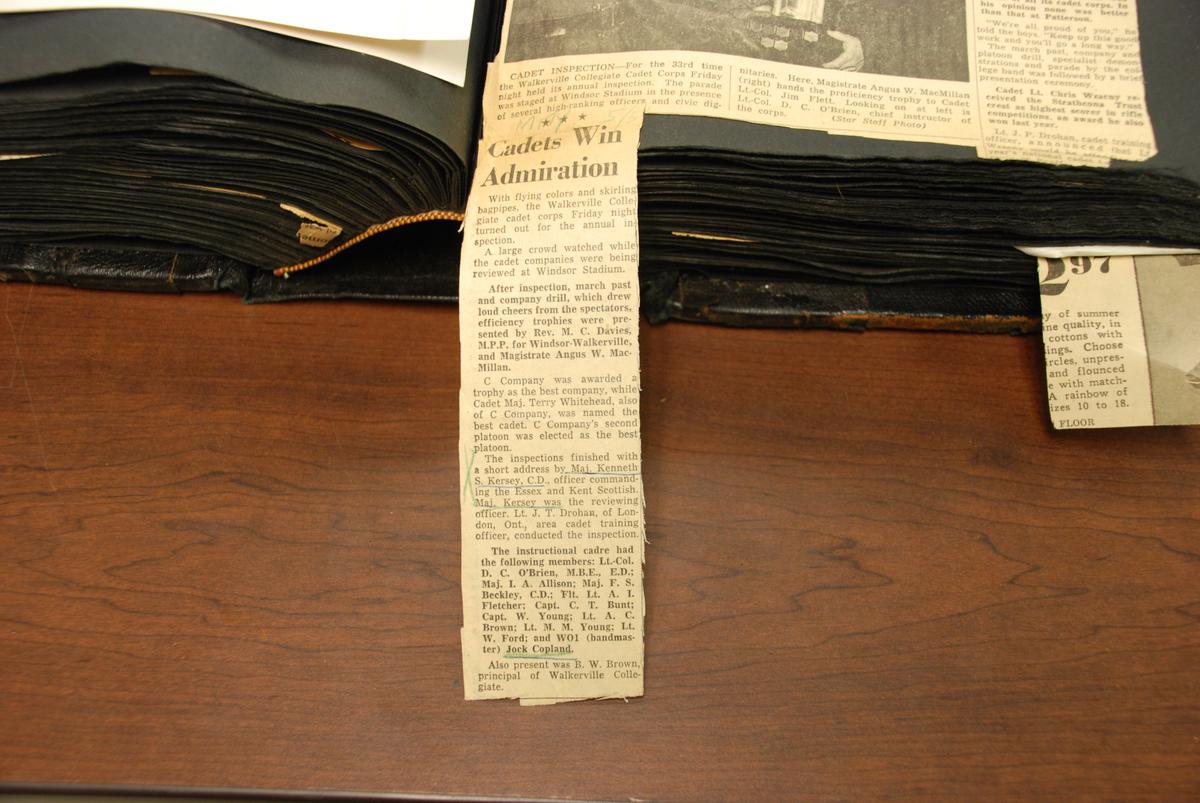 CADET INSPECTION—For the 33rd time
the Walkerville Collegiate Cadet Corps Friday
night held its annual inspection. The parade
was staged at Windsor Stadium in the presence
of several high-ranking officers and civic dig-
nitaries. Here, Magistrate Angus W. MacMillan
(right) hands the proficiency trophy to Cadet
Lt.-Col. Jim Flett. Looking on at left is
Lt.-Col. D. C. O'Brien, chief instructor of
the corps.
(Star Staff Photo)
of all its cadet corps. In
his opinion none was better
than that at Patterson.
"We're all proud of you," he
told the boys. "Keep up this good
work and you'll go a long way."
The march past, company and
platoon drill, specialist demon-
strations and parade by the col-
lege band was followed by a brief
presentation ceremony.
Cadet Lt. Chris Wrazny re-
ceived the Strathcona Trust
crest as highest scorer in rifle
competitions, an award he also
won last year.
Lt. J. P. Drohan, cadet training
officer, announced that Lt.
★ ★ ★
Cadets Win
Admiration
With flying colors and skirling
bagpipes, the Walkerville Colle-
giate cadet corps Friday night
turned out for the annual in-
spection.
A large crowd watched while
the cadet companies were being
reviewed at Windsor Stadium.
After inspection, march past
and company drill, which drew
loud cheers from the spectators,
efficiency trophies were pre-
sented by Rev. M. C. Davies,
M.P.P. for Windsor-Walkerville,
and Magistrate Angus W. Mac-
Millan.
C Company was awarded a
trophy as the best company, while
Cadet Maj. Terry Whitehead, also
of C Company, was named the
best cadet. C Company's second
platoon was elected as the best
platoon.
The inspections finished with
a short address by Maj. Kenneth
S. Kersey, C.D., officer command-
ing the Essex and Kent Scottish.
Maj. Kersey was the reviewing
officer. Lt. J. T. Drohan, of Lon-
don, Ont., area cadet training
officer, conducted the inspection.
The instructional cadre had
the following members: Lt.-Col.
D. C. O'Brien, M.B.E., E.D.;
Maj. I. A. Allison; Maj. F. S.
Beckley, C.D.; Flt. Lt. A. I.
Fletcher; Capt. C. T. Bunt;
Capt. W. Young; Lt. A. C.
Brown; Lt. M. M. Young; Lt.
W. Ford; and WO1 (bandmas-
ter) Jock Copland.
Also present was B. W. Brown,
principal of Walkerville Colle-
giate.
297
y of summer
ne quality, in
cottons with
ings. Choose
ircles, unpres-
and flounced
e with match-
A rainbow of
izes 10 to 18.
FLOOR